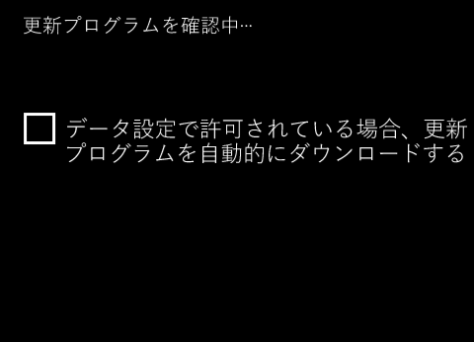 更新プログラムを確認中…
データ設定で許可されている場合、更新
プログラムを自動的にダウンロードする